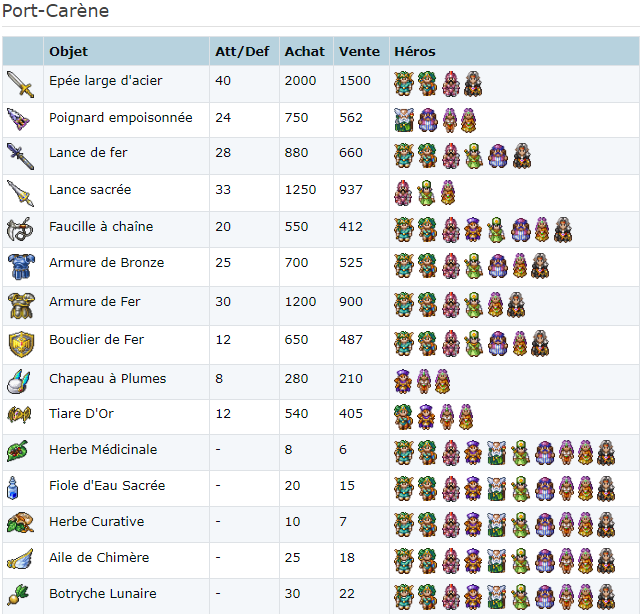 Port-Carène
Objet Att/Def Achat Vente Héros
Epée large d'acier 40 2000 1500
Poignard empoisonnée 24 750 562
Lance de fer 28 880 660
Lance sacrée 33 1250 937
Faucille à chaîne 20 550 412
Armure de Bronze 25 700 525
Armure de Fer 30 1200 900
Bouclier de Fer 12 650 487
Chapeau à Plumes 8 280 210
Tiare D'Or 12 540 405
Herbe Médicinale - 8 6
Fiole d'Eau Sacrée - 20 15
Herbe Curative - 10 7
Aile de Chimère - 25 18
Botryche Lunaire - 30 22